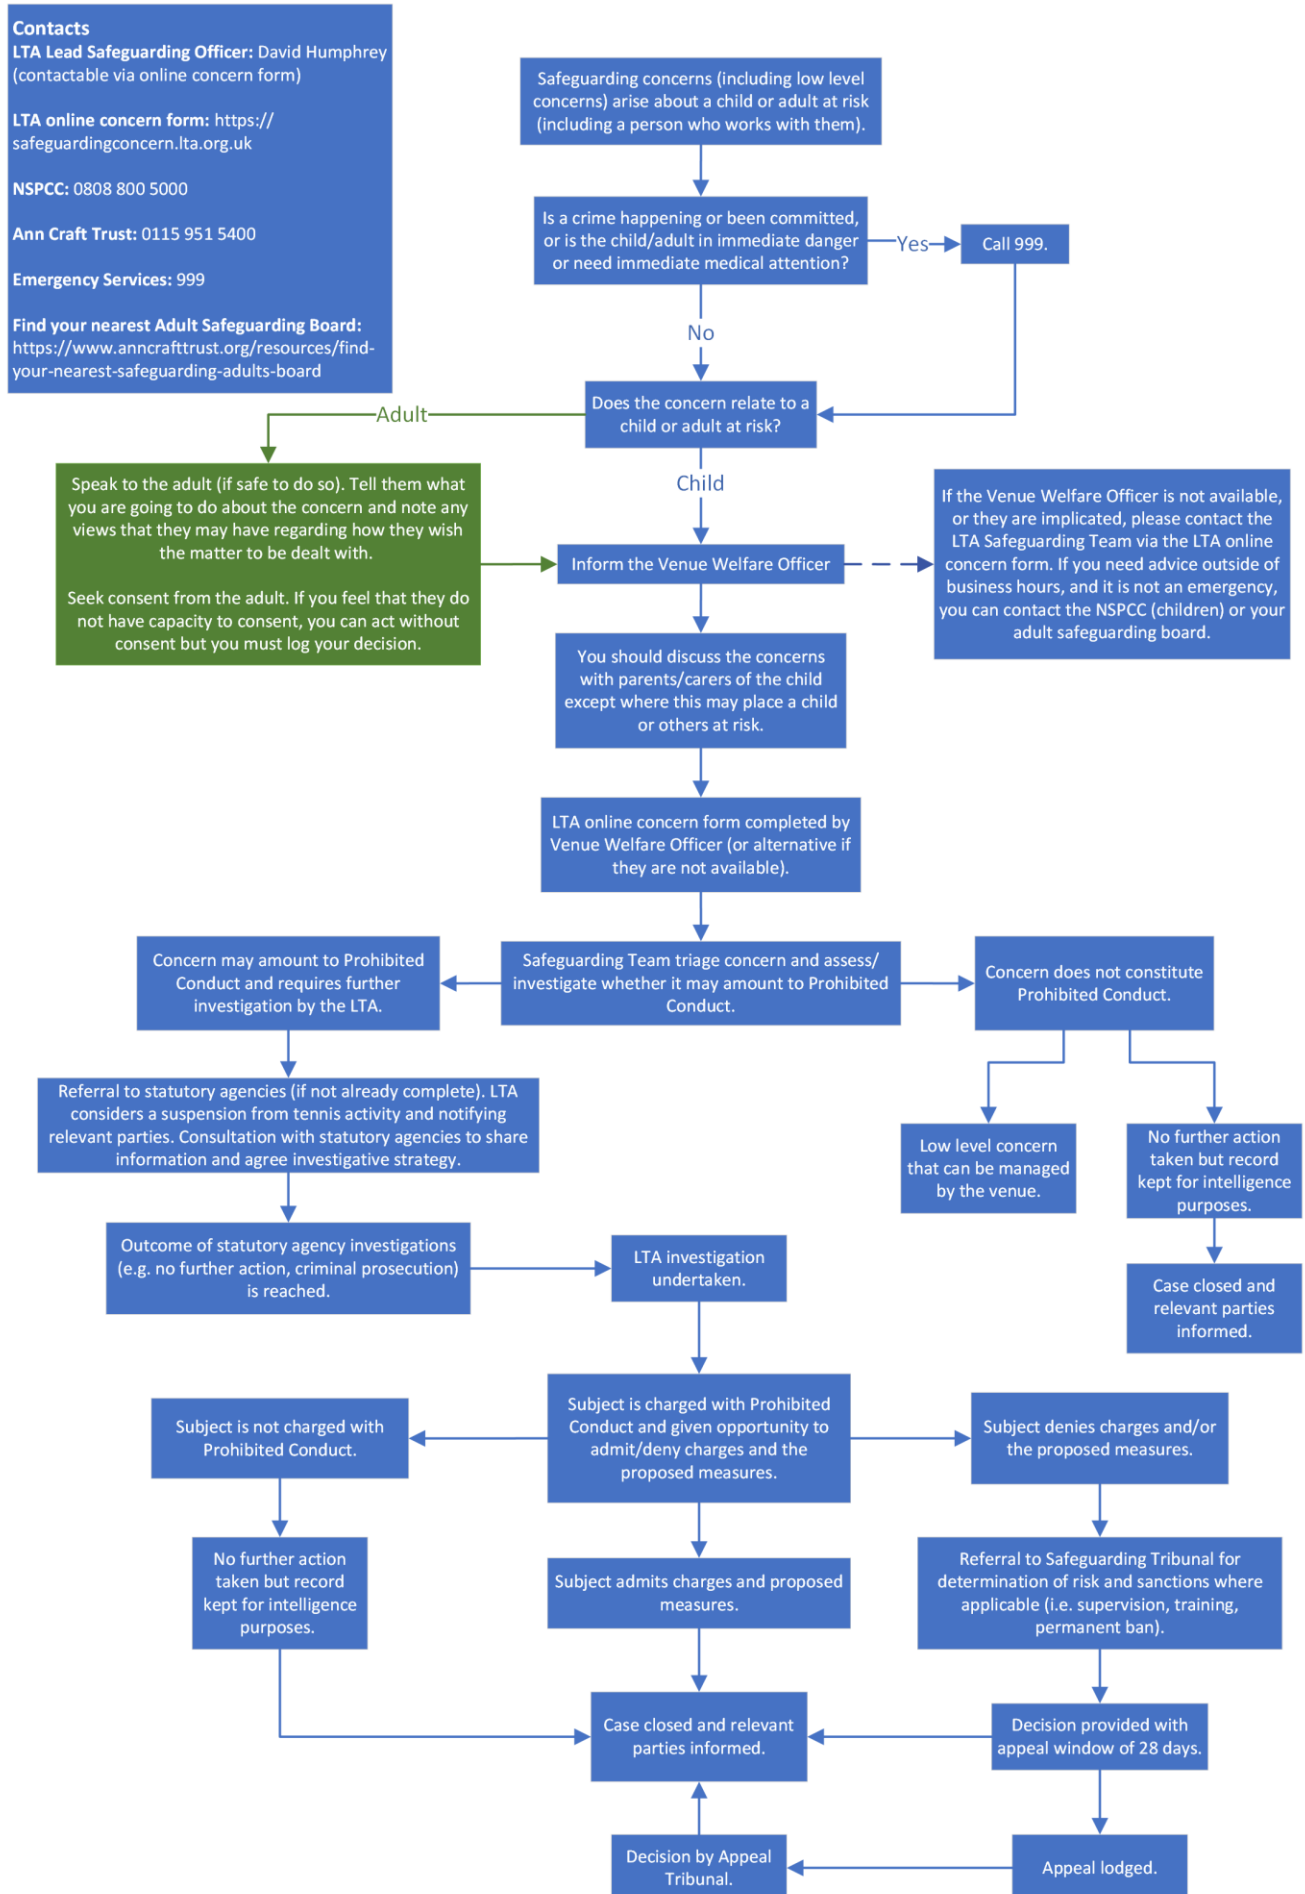 Contacts
LTA Lead Safeguarding Officer: David Humphrey
(contactable via online concern form)
LTA online concern form: https://
safeguardingconcern.lta.org.uk
NSPCC: 0808 800 5000
Ann Craft Trust: 0115 951 5400
Emergency Services: 999
Find your nearest Adult Safeguarding Board:
https://www.anncrafttrust.org/resources/find-
your-nearest-safeguarding-adults-board
Safeguarding concerns (including low level
concerns) arise about a child or adult at risk
(including a person who works with them).
Is a crime happening or been committed,
or is the child/adult in immediate danger
or need immediate medical attention?
Yes
Call 999.
No
Does the concern relate to a
child or adult at risk?
Adult
Speak to the adult (if safe to do so). Tell them what
you are going to do about the concern and note any
views that they may have regarding how they wish
the matter to be dealt with.
Seek consent from the adult. If you feel that they do
not have capacity to consent, you can act without
consent but you must log your decision.
Child
Inform the Venue Welfare Officer
If the Venue Welfare Officer is not available,
or they are implicated, please contact the
LTA Safeguarding Team via the LTA online
concern form. If you need advice outside of
business hours, and it is not an emergency,
you can contact the NSPCC (children) or your
adult safeguarding board.
You should discuss the concerns
with parents/carers of the child
except where this may place a child
or others at risk.
LTA online concern form completed by
Venue Welfare Officer (or alternative if
they are not available).
Safeguarding Team triage concern and assess/
investigate whether it may amount to Prohibited
Conduct.
Concern may amount to Prohibited
Conduct and requires further
investigation by the LTA.
Concern does not constitute
Prohibited Conduct.
Referral to statutory agencies (if not already complete). LTA
considers a suspension from tennis activity and notifying
relevant parties. Consultation with statutory agencies to share
information and agree investigative strategy.
Low level concern
that can be managed
by the venue.
No further action
taken but record
kept for intelligence
purposes.
Outcome of statutory agency investigations
(e.g. no further action, criminal prosecution)
is reached.
LTA investigation
undertaken.
Case closed and
relevant parties
informed.
Subject is not charged with
Prohibited Conduct.
Subject is charged with Prohibited
Conduct and given opportunity to
admit/deny charges and the
proposed measures.
Subject denies charges and/or
the proposed measures.
No further action
taken but record
kept for intelligence
purposes.
Subject admits charges and proposed
measures.
Referral to Safeguarding Tribunal for
determination of risk and sanctions where
applicable (i.e. supervision, training,
permanent ban).
Case closed and relevant
parties informed.
Decision provided with
appeal window of 28 days.
Decision by Appeal
Tribunal.
Appeal lodged.